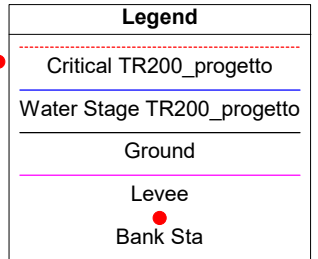 Legend
Critical TR200_progetto
Water Stage TR200_progetto
Ground
Levee
Bank Sta